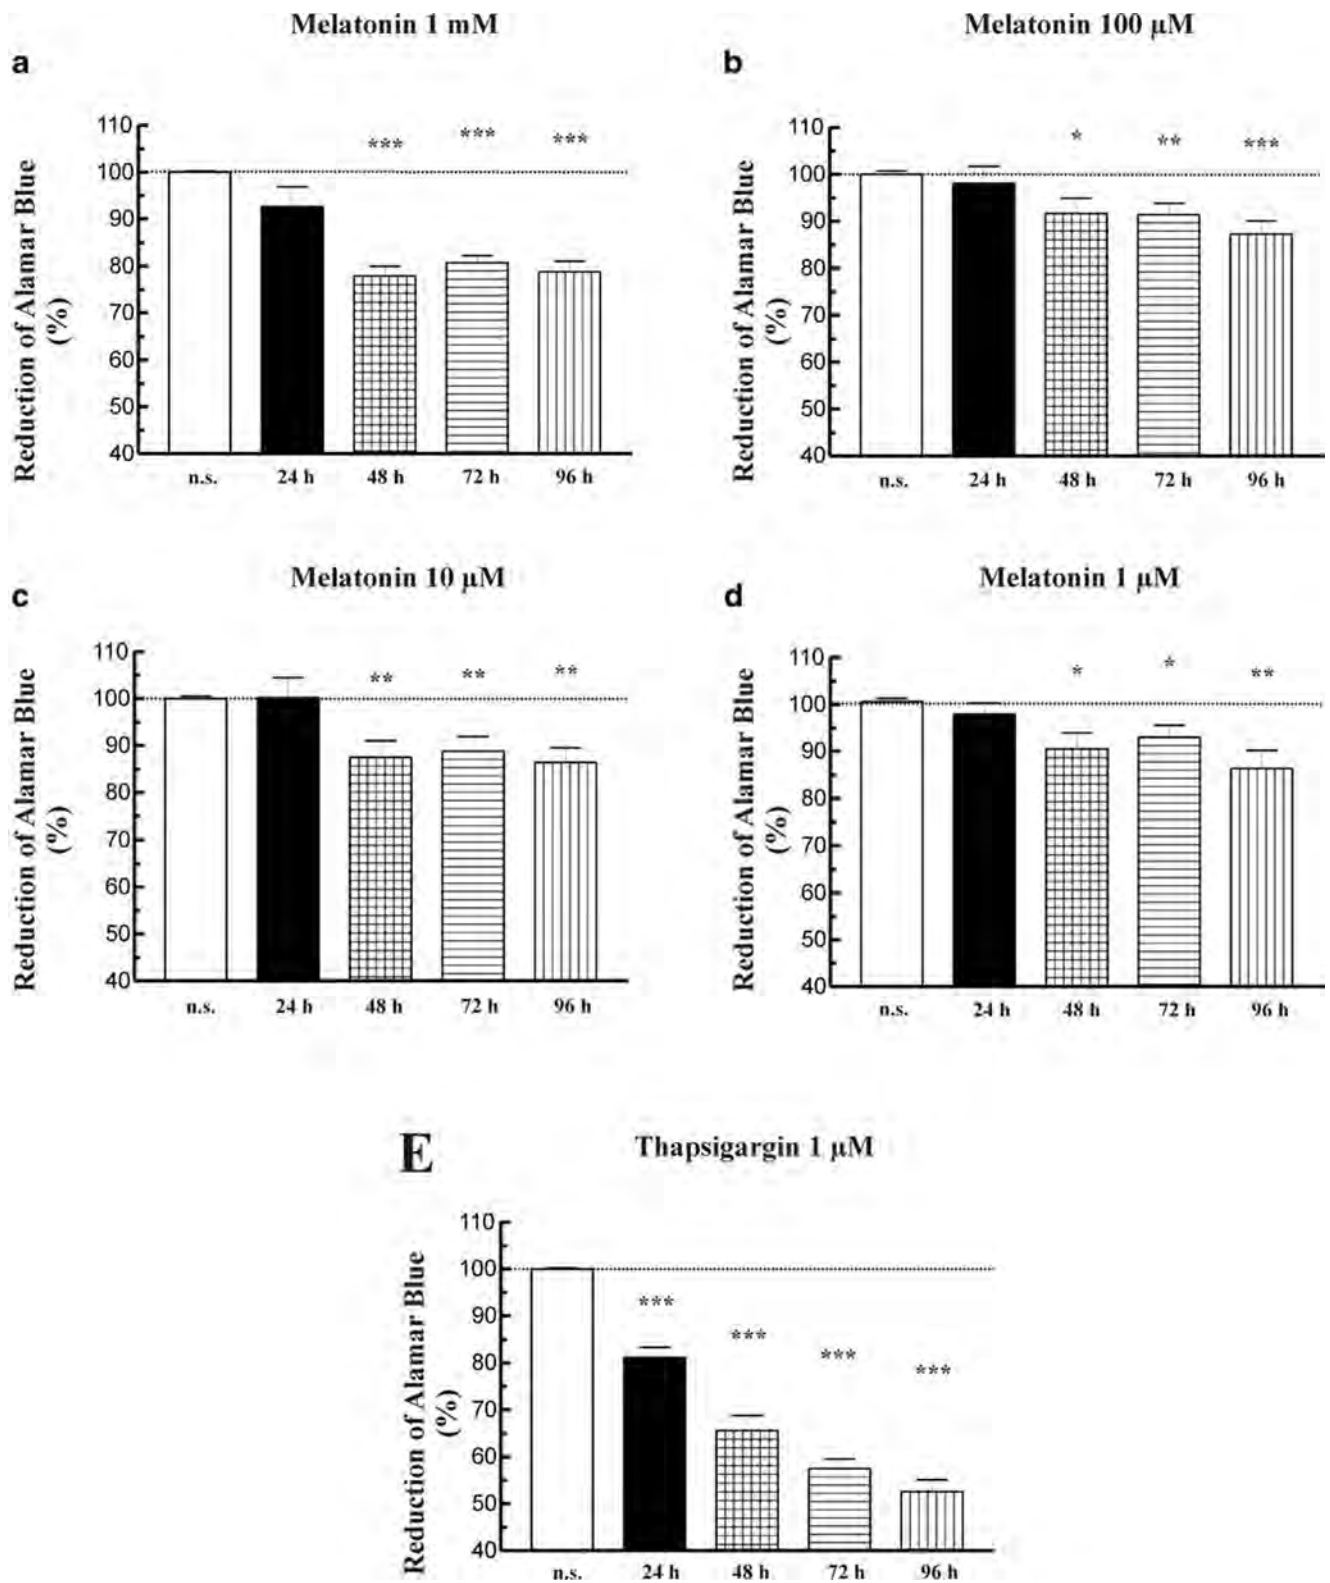 Melatonin 1 mM
a
Reduction of Alamar Blue
(%)
110
100
90
80
70
60
50
40
*** *** ***
n.s. 24 h 48 h 72 h 96 h
Melatonin 100 µM
b
Reduction of Alamar Blue
(%)
110
100
90
80
70
60
50
40
* ** ***
n.s. 24 h 48 h 72 h 96 h
Melatonin 10 µM
c
Reduction of Alamar Blue
(%)
110
100
90
80
70
60
50
40
** ** **
n.s. 24 h 48 h 72 h 96 h
Melatonin 1 µM
d
Reduction of Alamar Blue
(%)
110
100
90
80
70
60
50
40
* * **
n.s. 24 h 48 h 72 h 96 h
E
Thapsigargin 1 µM
Reduction of Alamar Blue
(%)
110
100
90
80
70
60
50
40
*** *** *** ***
n.s. 24 h 48 h 72 h 96 h